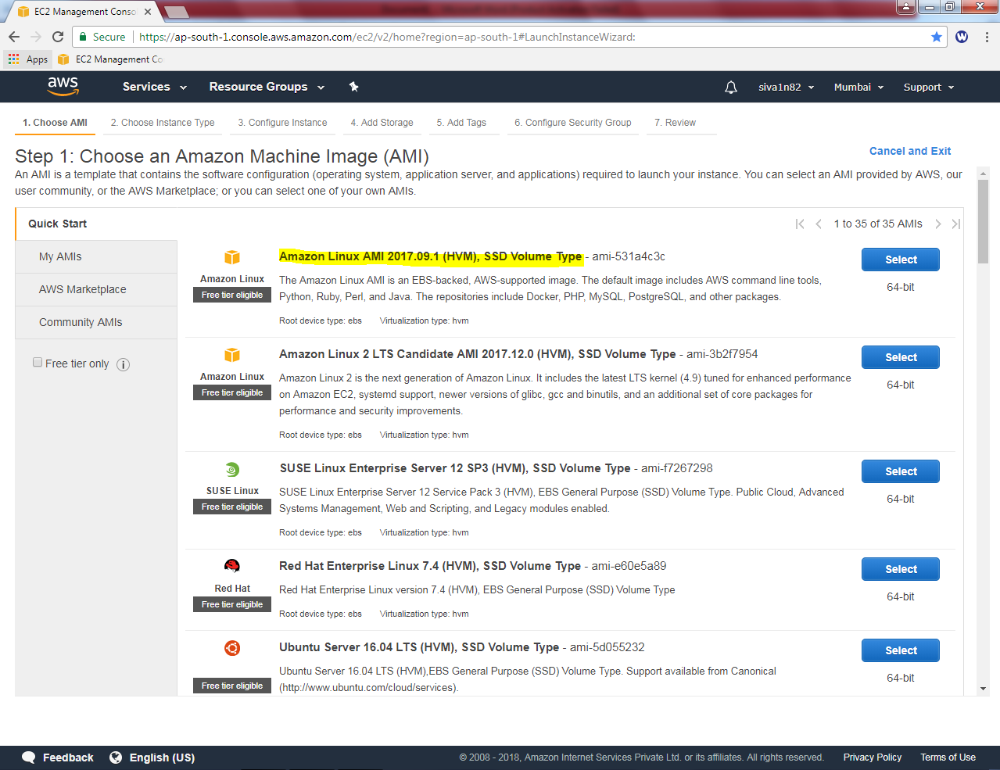 EC2 Management Conso
Secure https://ap-south-1.console.aws.amazon.com/ec2/v2/home?region=ap-south-1#LaunchInstanceWizard:
W
Apps EC2 Management Co
aws Services Resource Groups siva1n82 Mumbai Support
1. Choose AMI 2. Choose Instance Type 3. Configure Instance 4. Add Storage 5. Add Tags 6. Configure Security Group 7. Review
Step 1: Choose an Amazon Machine Image (AMI)
Cancel and Exit
An AMI is a template that contains the software configuration (operating system, application server, and applications) required to launch your instance. You can select an AMI provided by AWS, our
user community, or the AWS Marketplace; or you can select one of your own AMIs.
Quick Start
1 to 35 of 35 AMIs
My AMIs
AWS Marketplace
Community AMIs
Free tier only i
Amazon Linux AMI 2017.09.1 (HVM), SSD Volume Type - ami-531a4c3c
Select
Amazon Linux
Free tier eligible
The Amazon Linux AMI is an EBS-backed, AWS-supported image. The default image includes AWS command line tools,
Python, Ruby, Perl, and Java. The repositories include Docker, PHP, MySQL, PostgreSQL, and other packages.
64-bit
Root device type: ebs Virtualization type: hvm
Amazon Linux 2 LTS Candidate AMI 2017.12.0 (HVM), SSD Volume Type - ami-3b2f7954
Select
Amazon Linux
Free tier eligible
Amazon Linux 2 is the next generation of Amazon Linux. It includes the latest LTS kernel (4.9) tuned for enhanced performance
on Amazon EC2, systemd support, newer versions of glibc, gcc and binutils, and an additional set of core packages for
performance and security improvements.
64-bit
Root device type: ebs Virtualization type: hvm
SUSE Linux Enterprise Server 12 SP3 (HVM), SSD Volume Type - ami-f7267298
Select
SUSE Linux
Free tier eligible
SUSE Linux Enterprise Server 12 Service Pack 3 (HVM), EBS General Purpose (SSD) Volume Type. Public Cloud, Advanced
Systems Management, Web and Scripting, and Legacy modules enabled.
64-bit
Root device type: ebs Virtualization type: hvm
Red Hat Enterprise Linux 7.4 (HVM), SSD Volume Type - ami-e60e5a89
Select
Red Hat
Free tier eligible
Red Hat Enterprise Linux version 7.4 (HVM), EBS General Purpose (SSD) Volume Type
64-bit
Root device type: ebs Virtualization type: hvm
Ubuntu Server 16.04 LTS (HVM), SSD Volume Type - ami-5d055232
Select
Free tier eligible
Ubuntu Server 16.04 LTS (HVM),EBS General Purpose (SSD) Volume Type. Support available from Canonical
(http://www.ubuntu.com/cloud/services).
64-bit
Feedback English (US) © 2008 - 2018, Amazon Internet Services Private Ltd. or its affiliates. All rights reserved. Privacy Policy Terms of Use